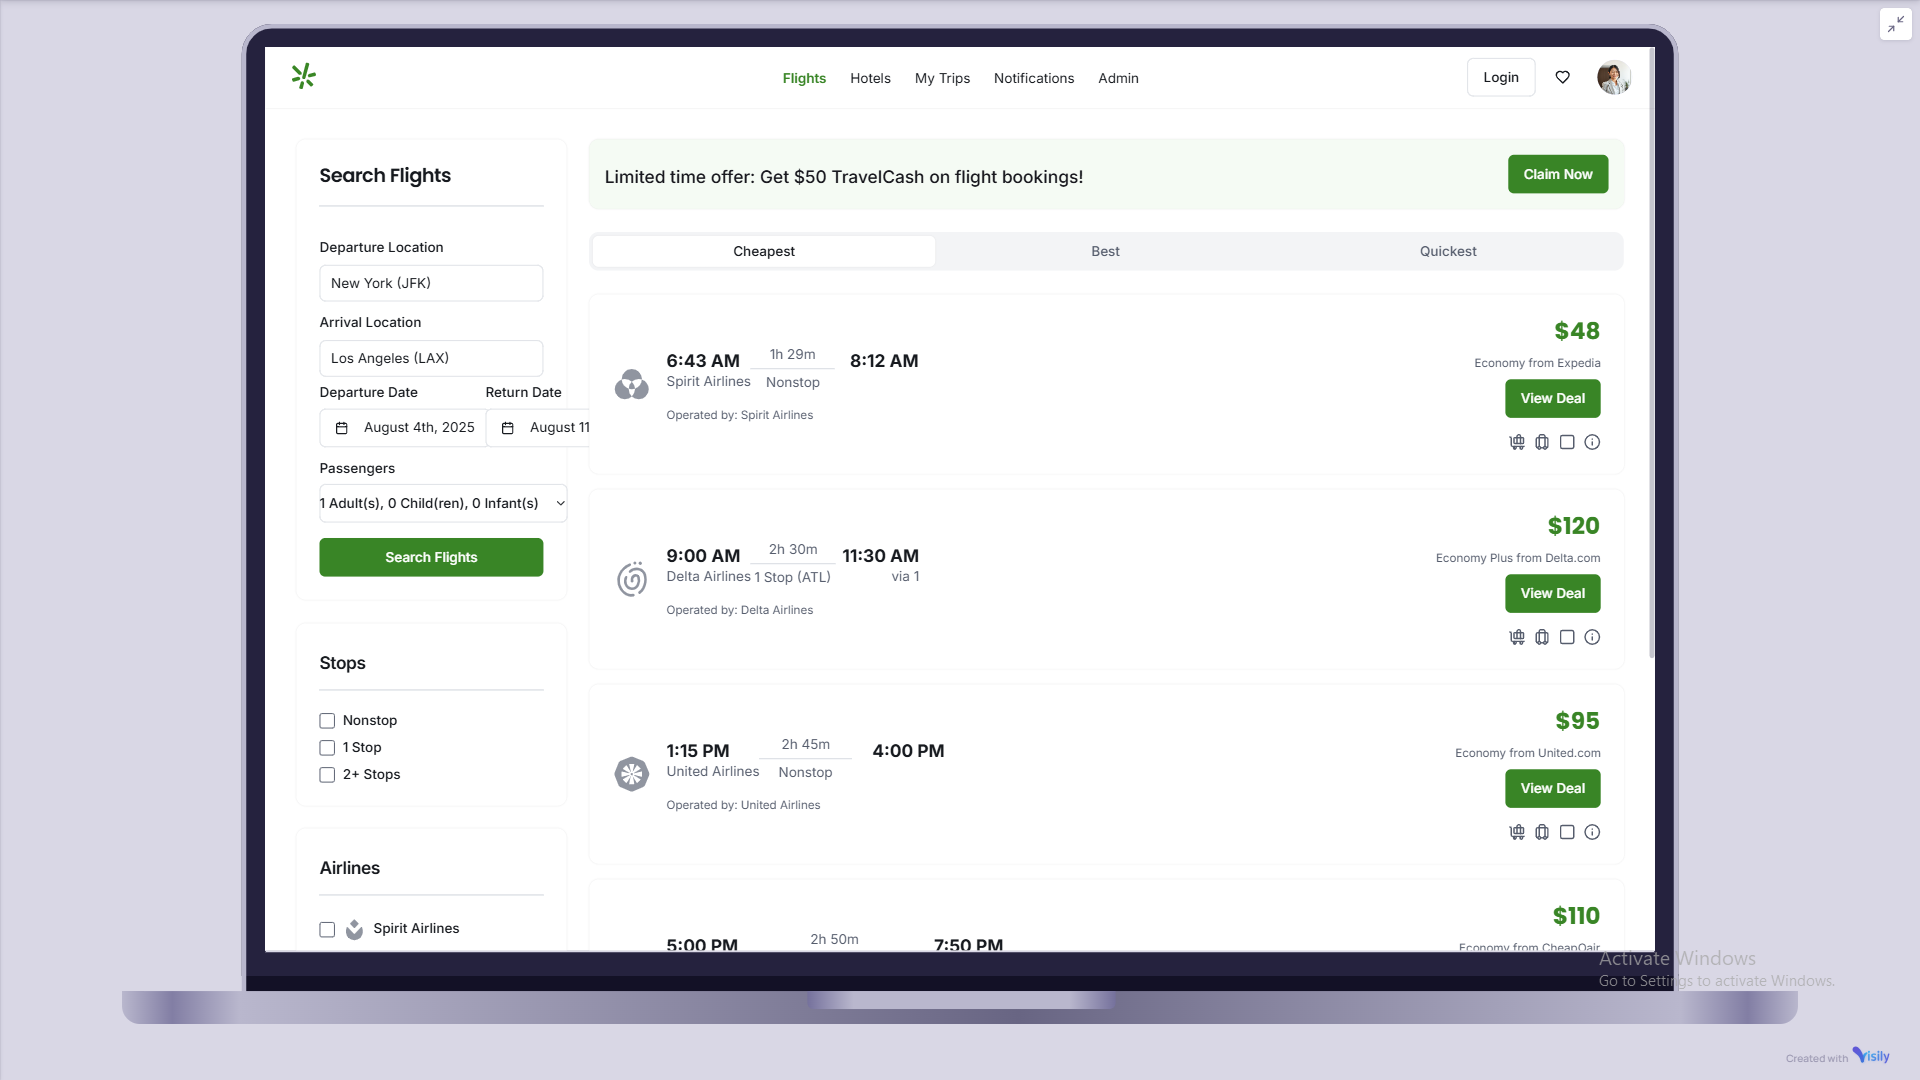 Flights Hotels My Trips Notifications Admin
Login
Search Flights
Departure Location
New York (JFK)
Arrival Location
Los Angeles (LAX)
Departure Date Return Date
August 4th, 2025 August 11
Passengers
1 Adult(s), 0 Child(ren), 0 Infant(s)
Search Flights
Stops
Nonstop
1 Stop
2+ Stops
Airlines
Spirit Airlines
Limited time offer: Get $50 TravelCash on flight bookings!
Claim Now
Cheapest Best Quickest
$48
6:43 AM 1h 29m 8:12 AM
Economy from Expedia
Spirit Airlines Nonstop
View Deal
Operated by: Spirit Airlines
$120
9:00 AM 2h 30m 11:30 AM
Economy Plus from Delta.com
Delta Airlines 1 Stop (ATL) via 1
View Deal
Operated by: Delta Airlines
$95
1:15 PM 2h 45m 4:00 PM
Economy from United.com
United Airlines Nonstop
View Deal
Operated by: United Airlines
$110
5:00 PM 2h 50m 7:50 PM
Economy from CheapOair
Activate Windows
Go to Settings to activate Windows.
Created with Visily